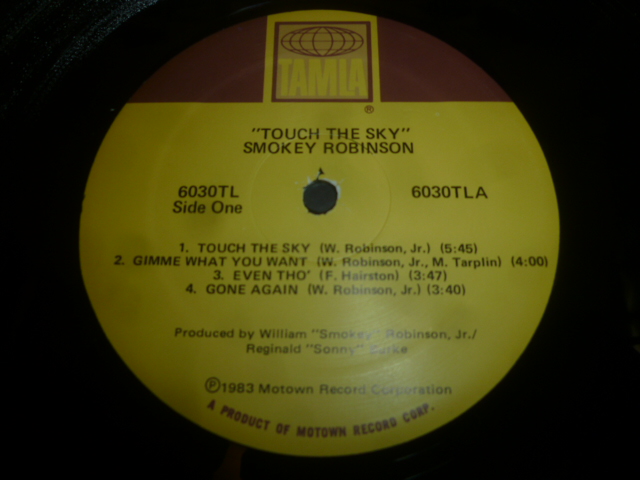 TAMLA
®
"TOUCH THE SKY"
SMOKEY ROBINSON
6030TL 6030TLA
Side One
1. TOUCH THE SKY (W. Robinson, Jr.) (5:45)
2. GIMME WHAT YOU WANT (W. Robinson, Jr., M. Tarplin) (4:00)
3. EVEN THO' (F. Hairston) (3:47)
4. GONE AGAIN (W. Robinson, Jr.) (3:40)
Produced by William "Smokey" Robinson, Jr./
Reginald "Sonny" Burke
Ⓟ1983 Motown Record Corporation
A PRODUCT OF MOTOWN RECORD CORP.